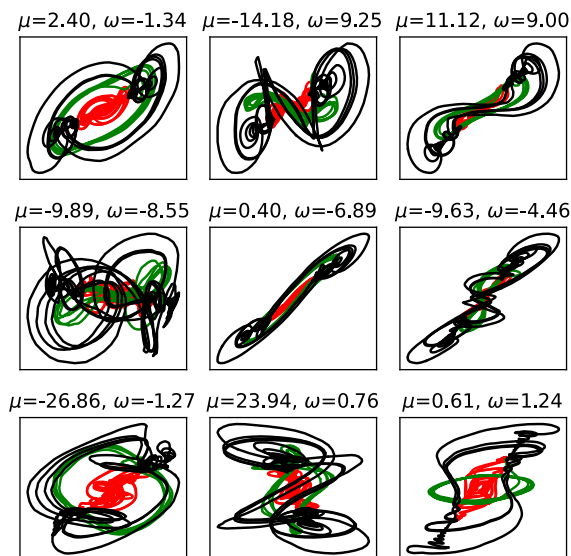 μ=2.40, ω=-1.34
μ=-14.18, ω=9.25
μ=11.12, ω=9.00
μ=-9.89, ω=-8.55
μ=0.40, ω=-6.89
μ=-9.63, ω=-4.46
μ=-26.86, ω=-1.27
μ=23.94, ω=0.76
μ=0.61, ω=1.24